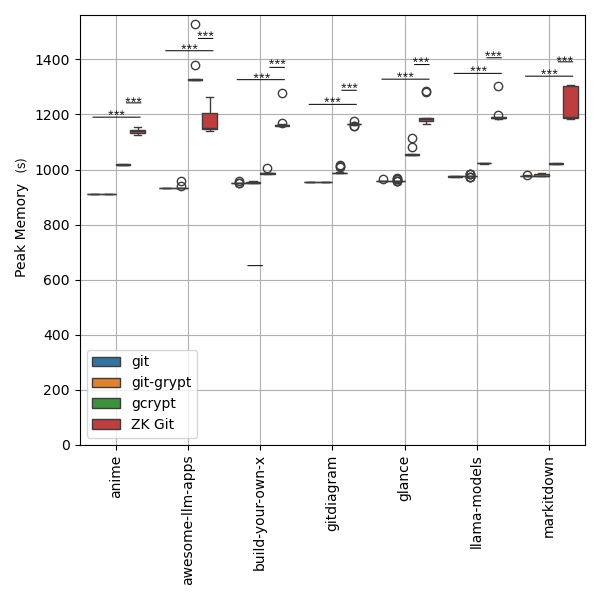 1400
1200
1000
800
600
400
200
0
Peak Memory (s)
***
***
***
***
***
***
***
***
***
***
***
***
***
***
git
git-grypt
gcrypt
ZK Git
anime
awesome-llm-apps
build-your-own-x
gitdiagram
glance
llama-models
markitdown